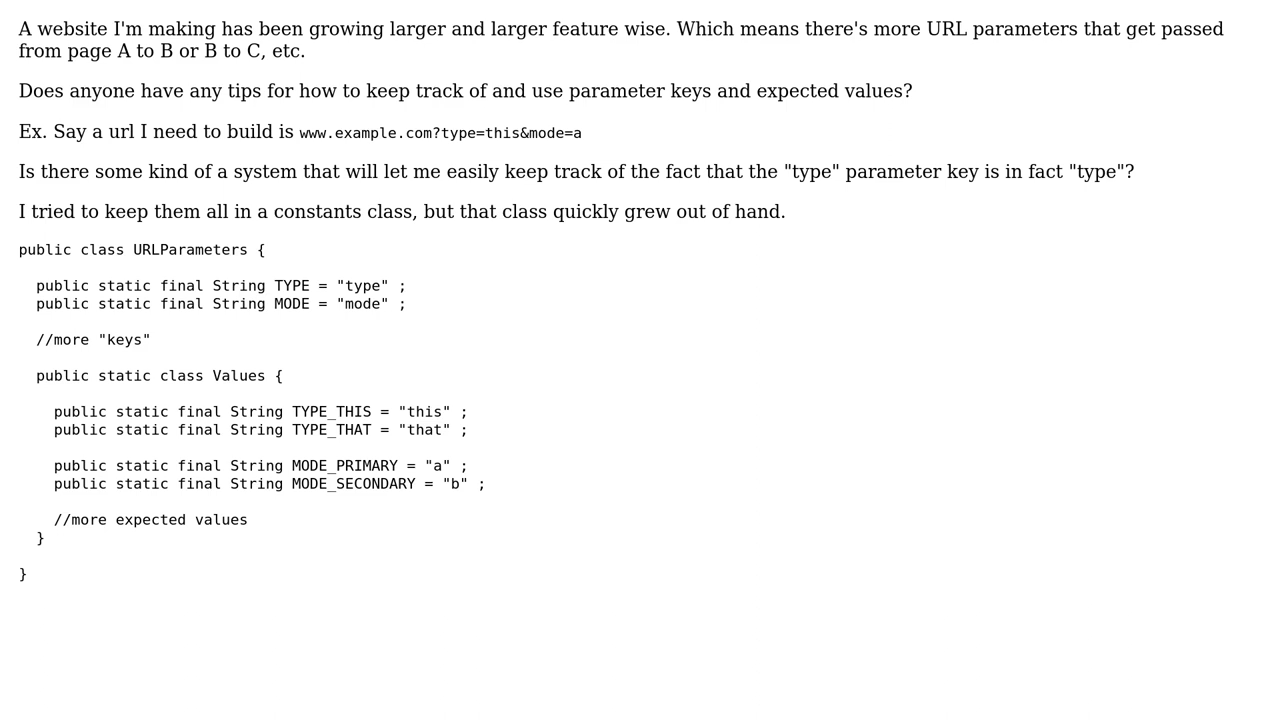 A website I'm making has been growing larger and larger feature wise. Which means there's more URL parameters that get passed
from page A to B or B to C, etc.
Does anyone have any tips for how to keep track of and use parameter keys and expected values?
Ex. Say a url I need to build is www.example.com?type=this&mode=a
Is there some kind of a system that will let me easily keep track of the fact that the "type" parameter key is in fact "type"?
I tried to keep them all in a constants class, but that class quickly grew out of hand.
public class URLParameters {
  public static final String TYPE = "type" ;
  public static final String MODE = "mode" ;
  //more "keys"
  public static class Values {
    public static final String TYPE_THIS = "this" ;
    public static final String TYPE_THAT = "that" ;
    public static final String MODE_PRIMARY = "a" ;
    public static final String MODE_SECONDARY = "b" ;
    //more expected values
  }
}